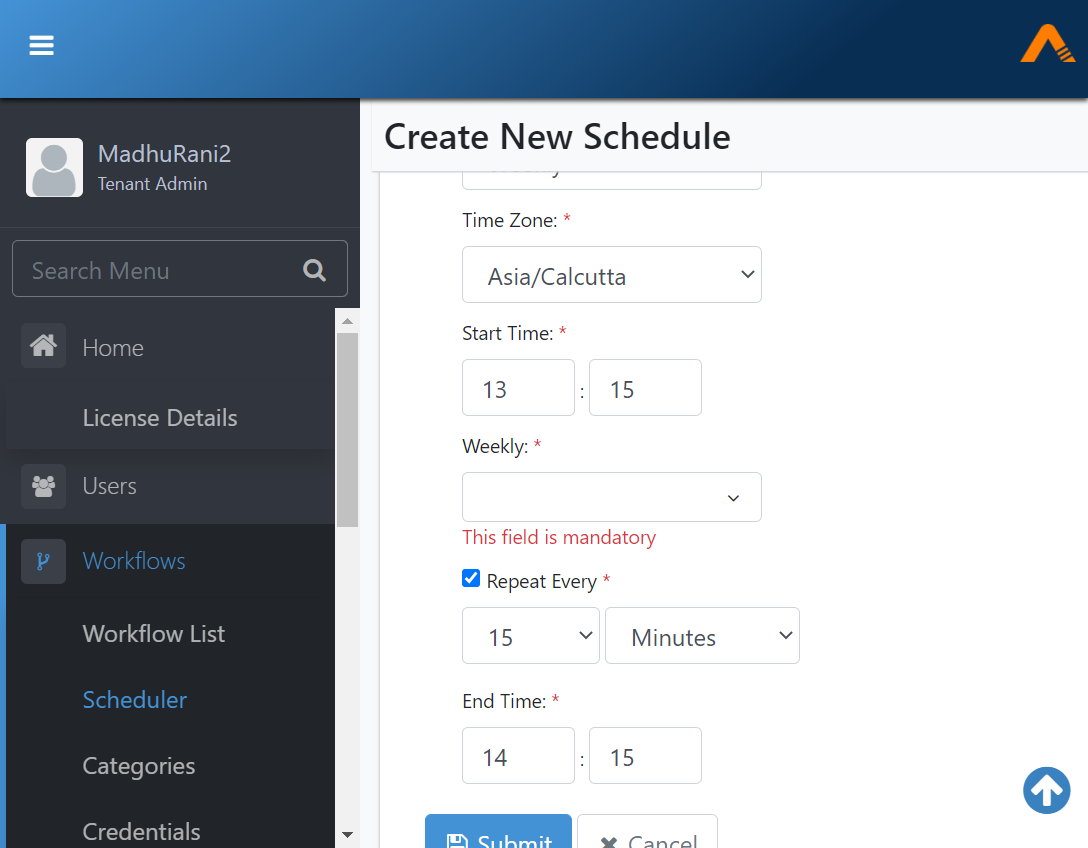 MadhuRani2
Tenant Admin
Search Menu
Home
License Details
Users
Workflows
Workflow List
Scheduler
Categories
Credentials
Create New Schedule
Time Zone: *
Asia/Calcutta
Start Time: *
13 : 15
Weekly: *
This field is mandatory
Repeat Every *
15 Minutes
End Time: *
14 : 15
Submit Cancel